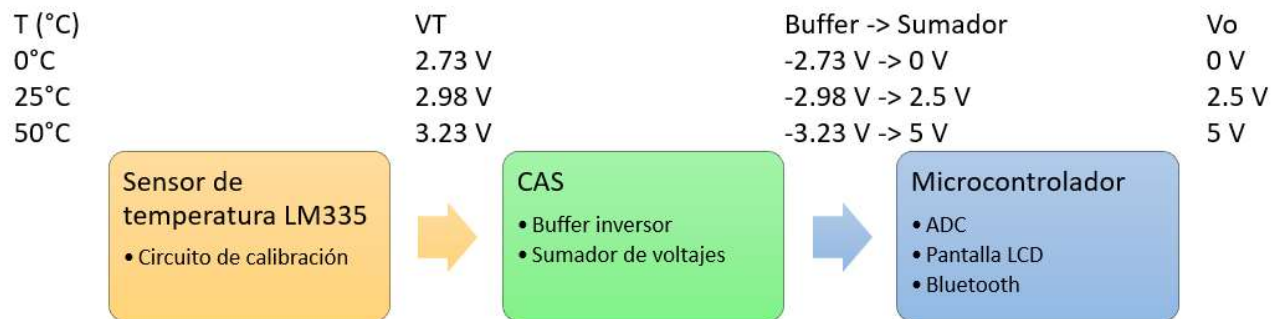 T (°C) VT Buffer -> Sumador Vo
0°C 2.73 V -2.73 V -> 0 V 0 V
25°C 2.98 V -2.98 V -> 2.5 V 2.5 V
50°C 3.23 V -3.23 V -> 5 V 5 V
Sensor de
temperatura LM335
• Circuito de calibración
CAS
• Buffer inversor
• Sumador de voltajes
Microcontrolador
• ADC
• Pantalla LCD
• Bluetooth